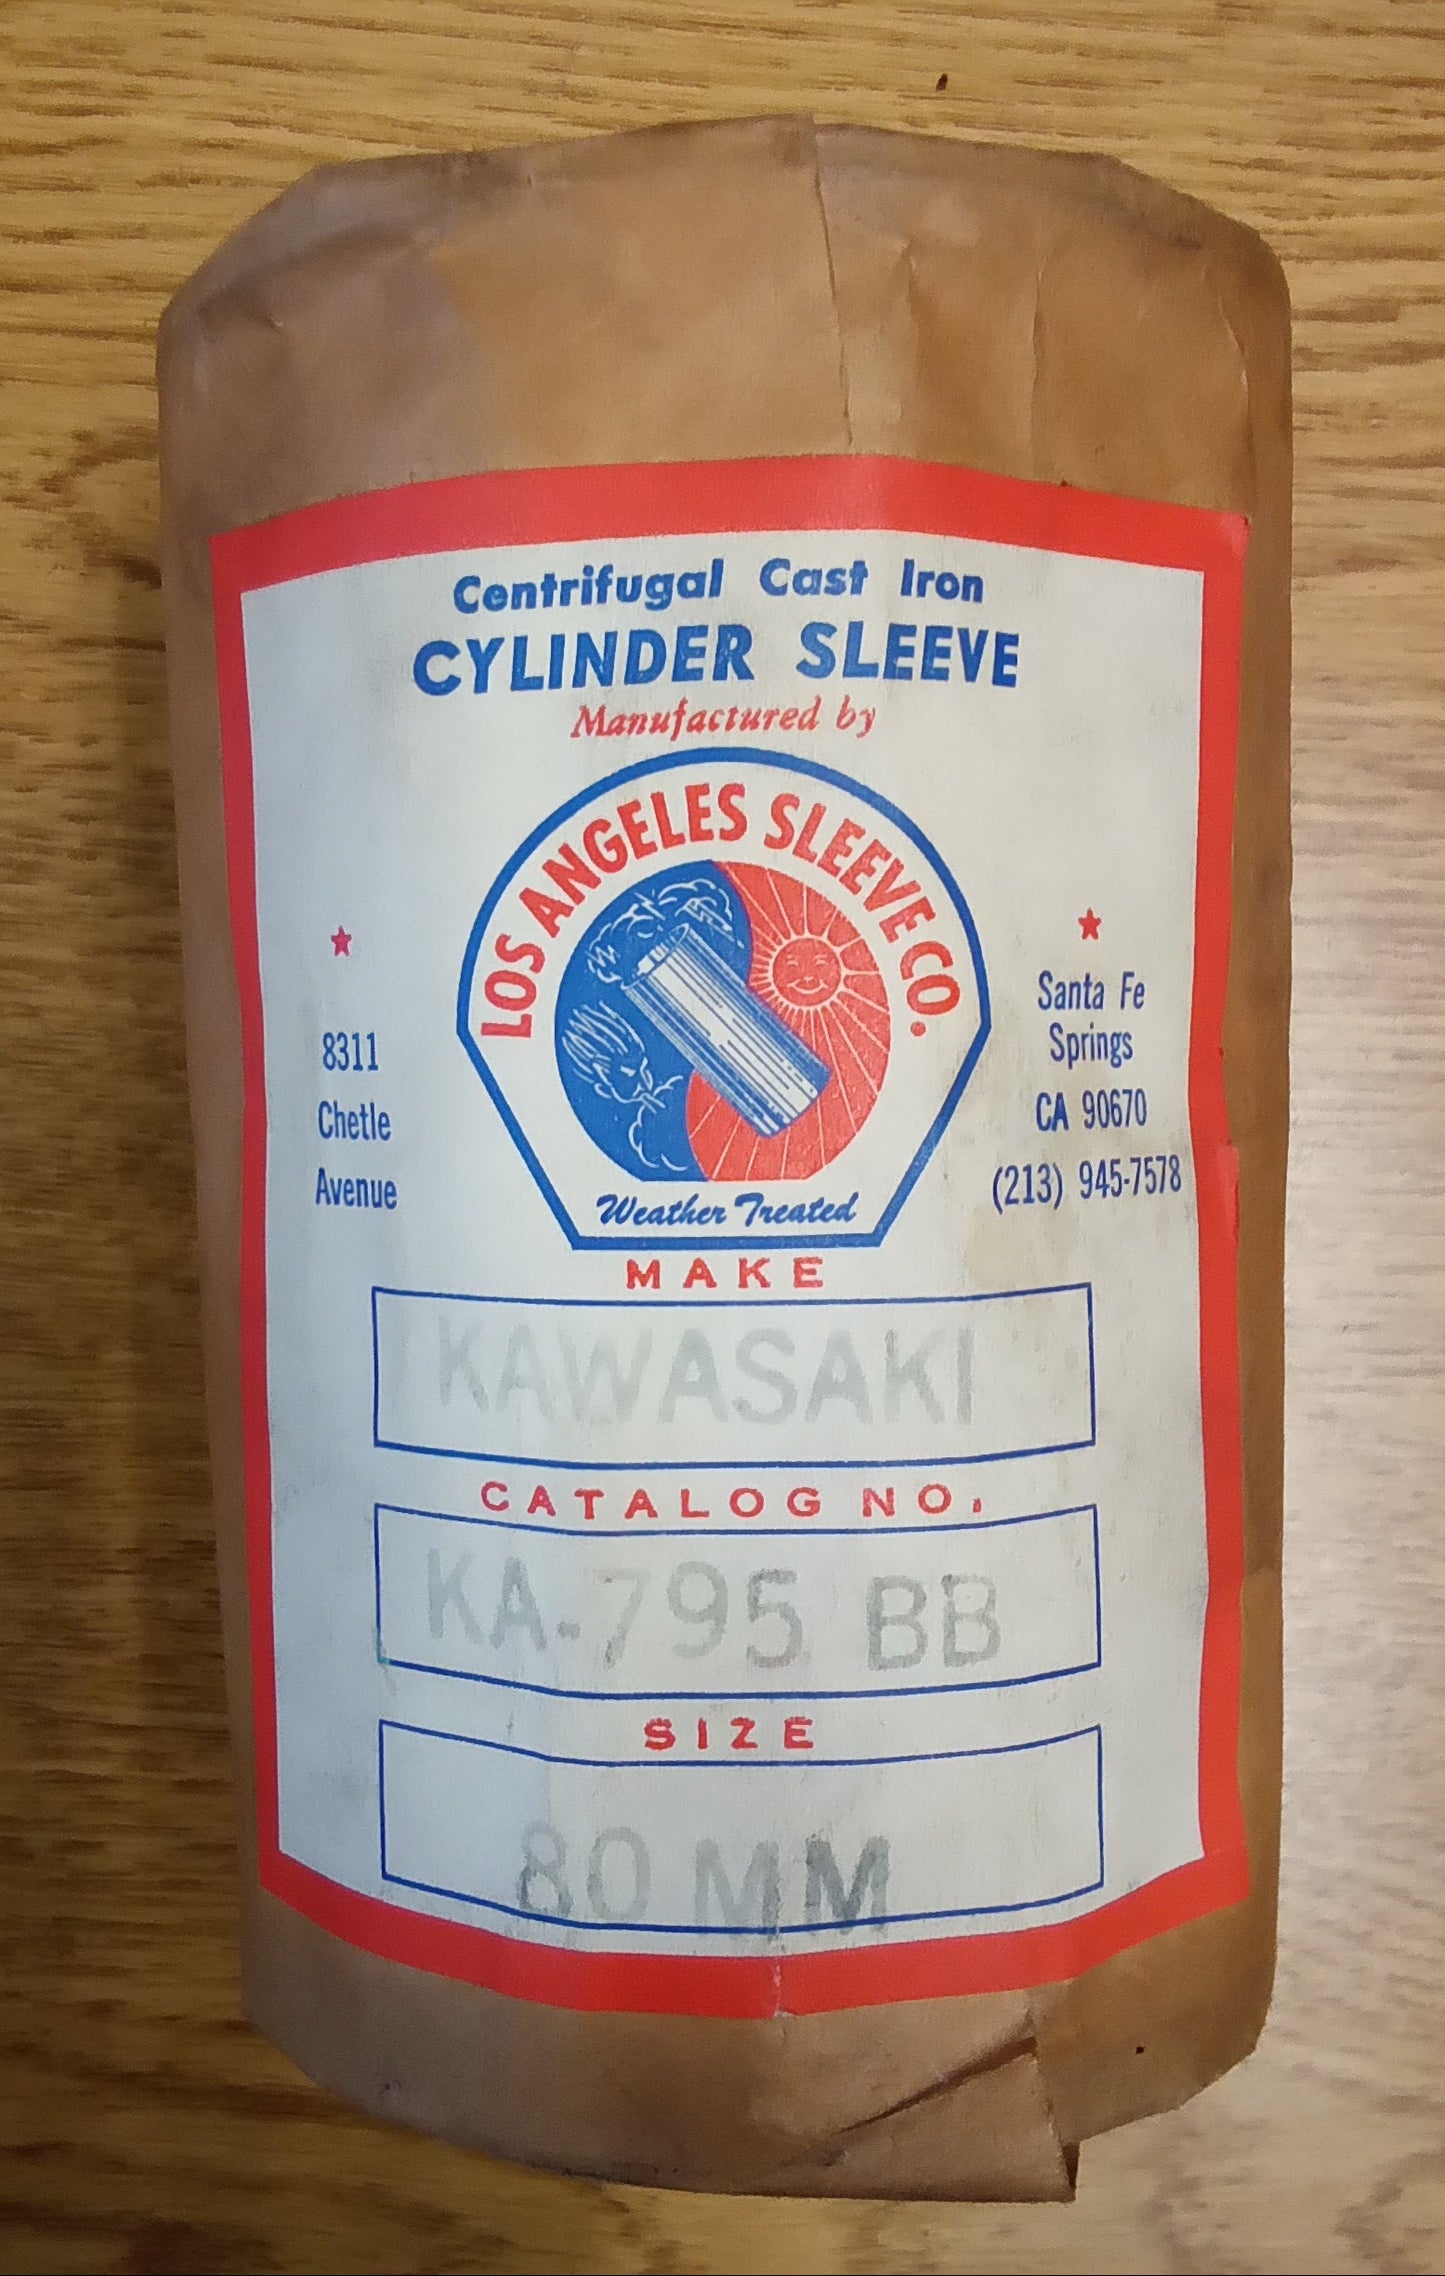 Centrifugal Cast Iron
CYLINDER SLEEVE
Manufactured by
LOS ANGELES SLEEVE CO.
Weather Treated
8311
Chetle
Avenue
Santa Fe
Springs
CA 90670
(213) 945-7578
MAKE
KAWASAKI
CATALOG NO.
KA-795 BB
SIZE
80 MM